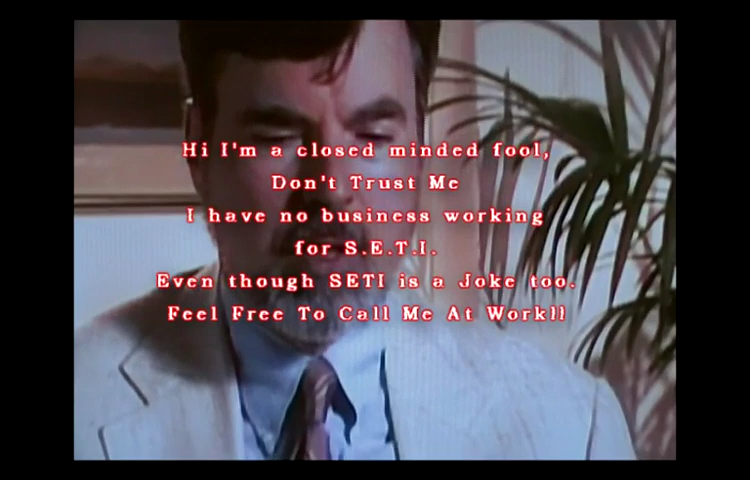 Hi I'm a closed minded fool,
Don't Trust Me
I have no business working
for S.E.T.I.
Even though SETI is a Joke too.
Feel Free To Call Me At Work!!